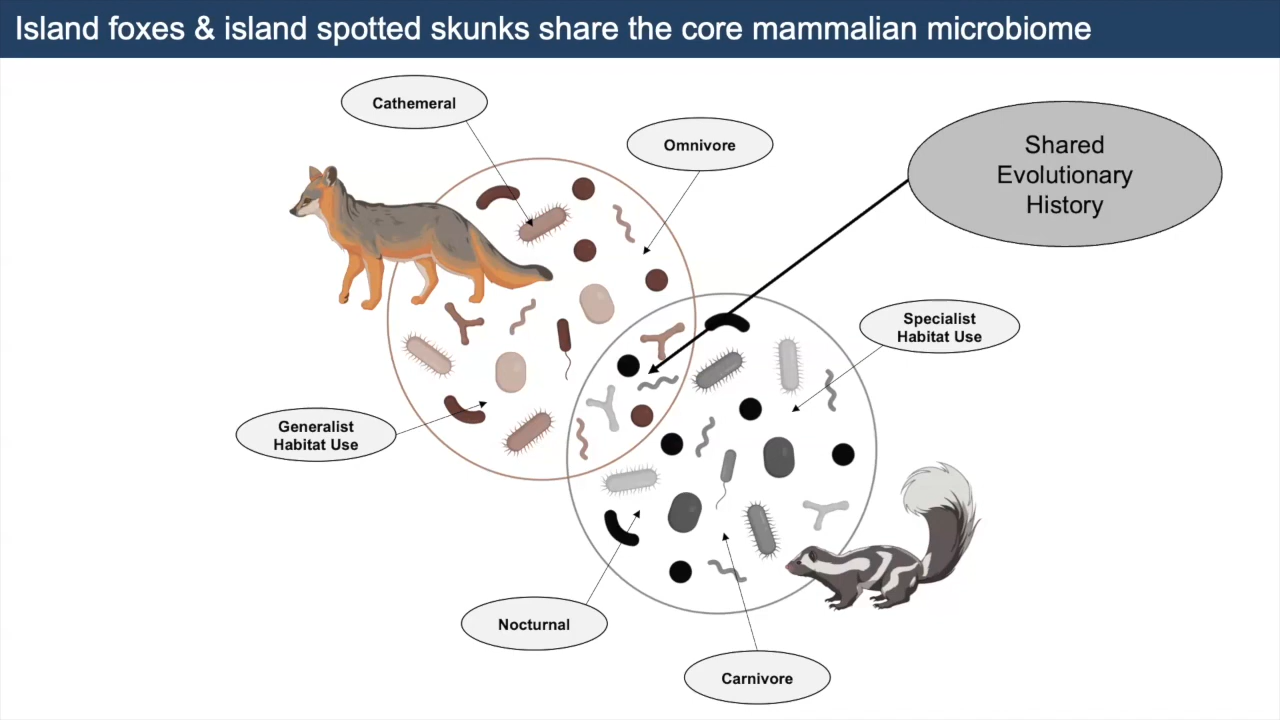 Island foxes & island spotted skunks share the core mammalian microbiome
Cathemeral
Omnivore
Shared
Evolutionary
History
Specialist
Habitat Use
Generalist
Habitat Use
Nocturnal
Carnivore